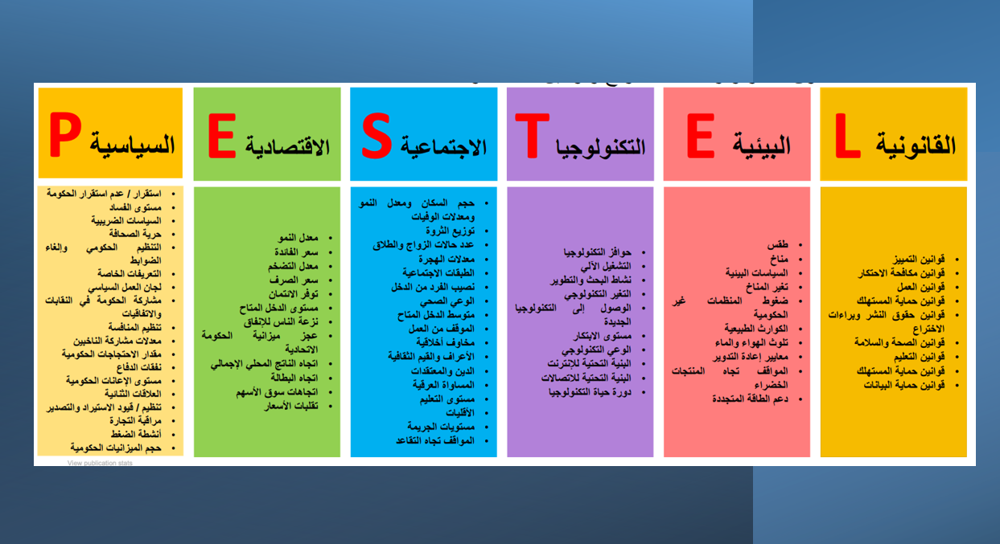 P السياسية
استقرار / عدم استقرار الحكومة
مستوى الفساد
السياسات الضريبية
حرية الصحافة
التنظيم الحكومي وإلغاء
الضوابط
التعريفات الخاصة
لجان العمل السياسي
مشاركة الحكومة في النقابات
والاتفاقيات
تنظيم المنافسة
معدلات مشاركة الناخبين
مقدار الاحتجاجات الحكومية
نفقات الدفاع
مستوى الإعانات الحكومية
العلاقات الثنائية
تنظيم / قيود الاستيراد والتصدير
مراقبة التجارة
أنشطة الضغط
حجم الميزانيات الحكومية
E الاقتصادية
معدل النمو
سعر الفائدة
معدل التضخم
سعر الصرف
توفر الائتمان
مستوى الدخل المتاح
نزعة الناس للإنفاق
عجز ميزانية الحكومة
الاتحادية
اتجاه الناتج المحلي الإجمالي
اتجاه البطالة
اتجاهات سوق الأسهم
تقلبات الأسعار
S الاجتماعية
حجم السكان ومعدل النمو
ومعدلات الوفيات
توزيع الثروة
عدد حالات الزواج والطلاق
معدلات الهجرة
الطبقات الاجتماعية
نصيب الفرد من الدخل
الوعي الصحي
متوسط الدخل المتاح
الموقف من العمل
مخاوف أخلاقية
الأعراف والقيم الثقافية
الدين والمعتقدات
المساواة العرقية
مستوى التعليم
الأقليات
مستويات الجريمة
المواقف تجاه التقاعد
T التكنولوجيا
حوافز التكنولوجيا
التشغيل الآلي
نشاط البحث والتطوير
التغير التكنولوجي
الوصول إلى التكنولوجيا
الجديدة
مستوى الابتكار
الوعي التكنولوجي
البنية التحتية للإنترنت
البنية التحتية للاتصالات
دورة حياة التكنولوجيا
E البيئية
طقس
مناخ
السياسات البيئية
تغير المناخ
ضغوط المنظمات غير
الحكومية
الكوارث الطبيعية
تلوث الهواء والماء
معايير إعادة التدوير
المواقف تجاه المنتجات
الخضراء
دعم الطاقة المتجددة
L القانونية
قوانين التمييز
قوانين مكافحة الاحتكار
قوانين العمل
قوانين حماية المستهلك
قوانين حقوق النشر وبراءات
الاختراع
قوانين الصحة والسلامة
قوانين التعليم
قوانين حماية المستهلك
قوانين حماية البيانات
View publication stats